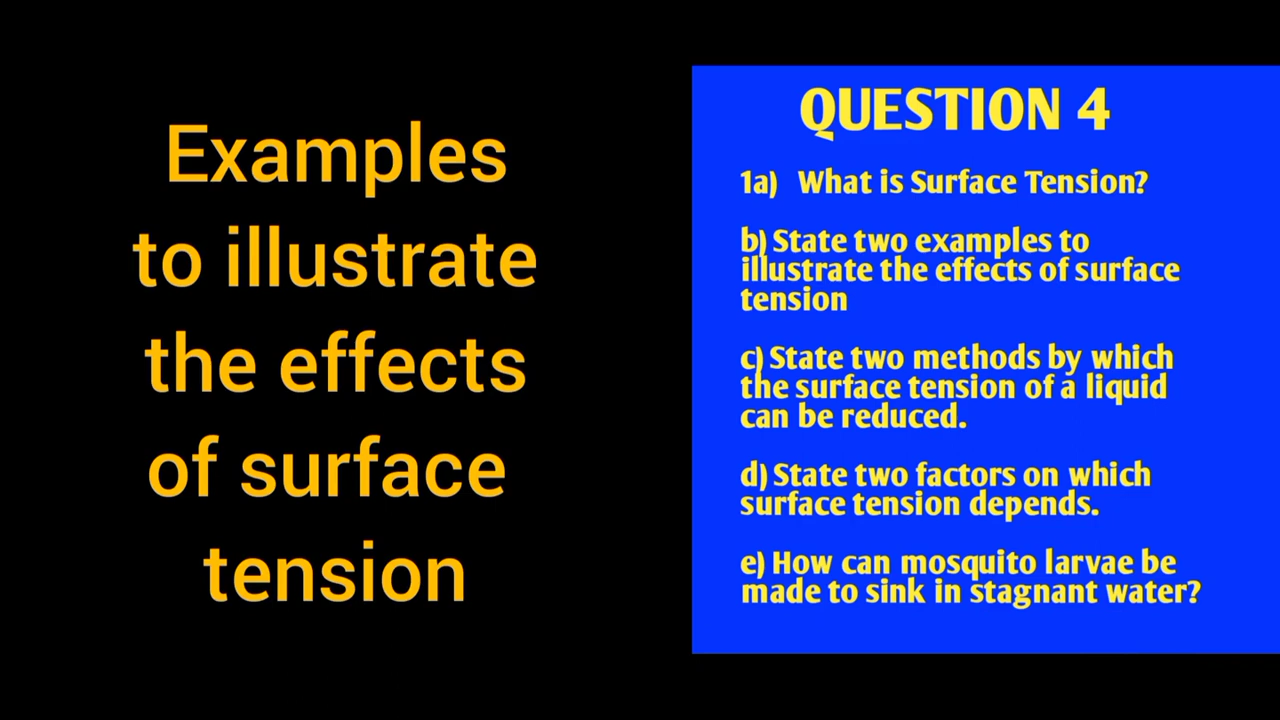 Examples
to illustrate
the effects
of surface
tension
QUESTION 4
1a) What is Surface Tension?
b) State two examples to
illustrate the effects of surface
tension
c) State two methods by which
the surface tension of a liquid
can be reduced.
d) State two factors on which
surface tension depends.
e) How can mosquito larvae be
made to sink in stagnant water?